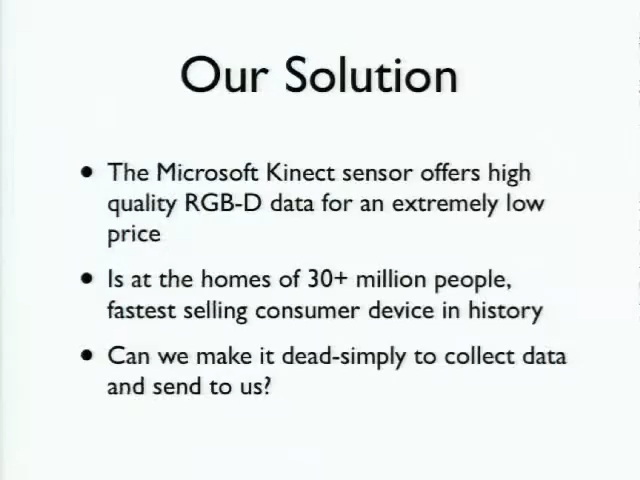 Our Solution
• The Microsoft Kinect sensor offers high
quality RGB-D data for an extremely low
price
• Is at the homes of 30+ million people,
fastest selling consumer device in history
• Can we make it dead-simply to collect data
and send to us?